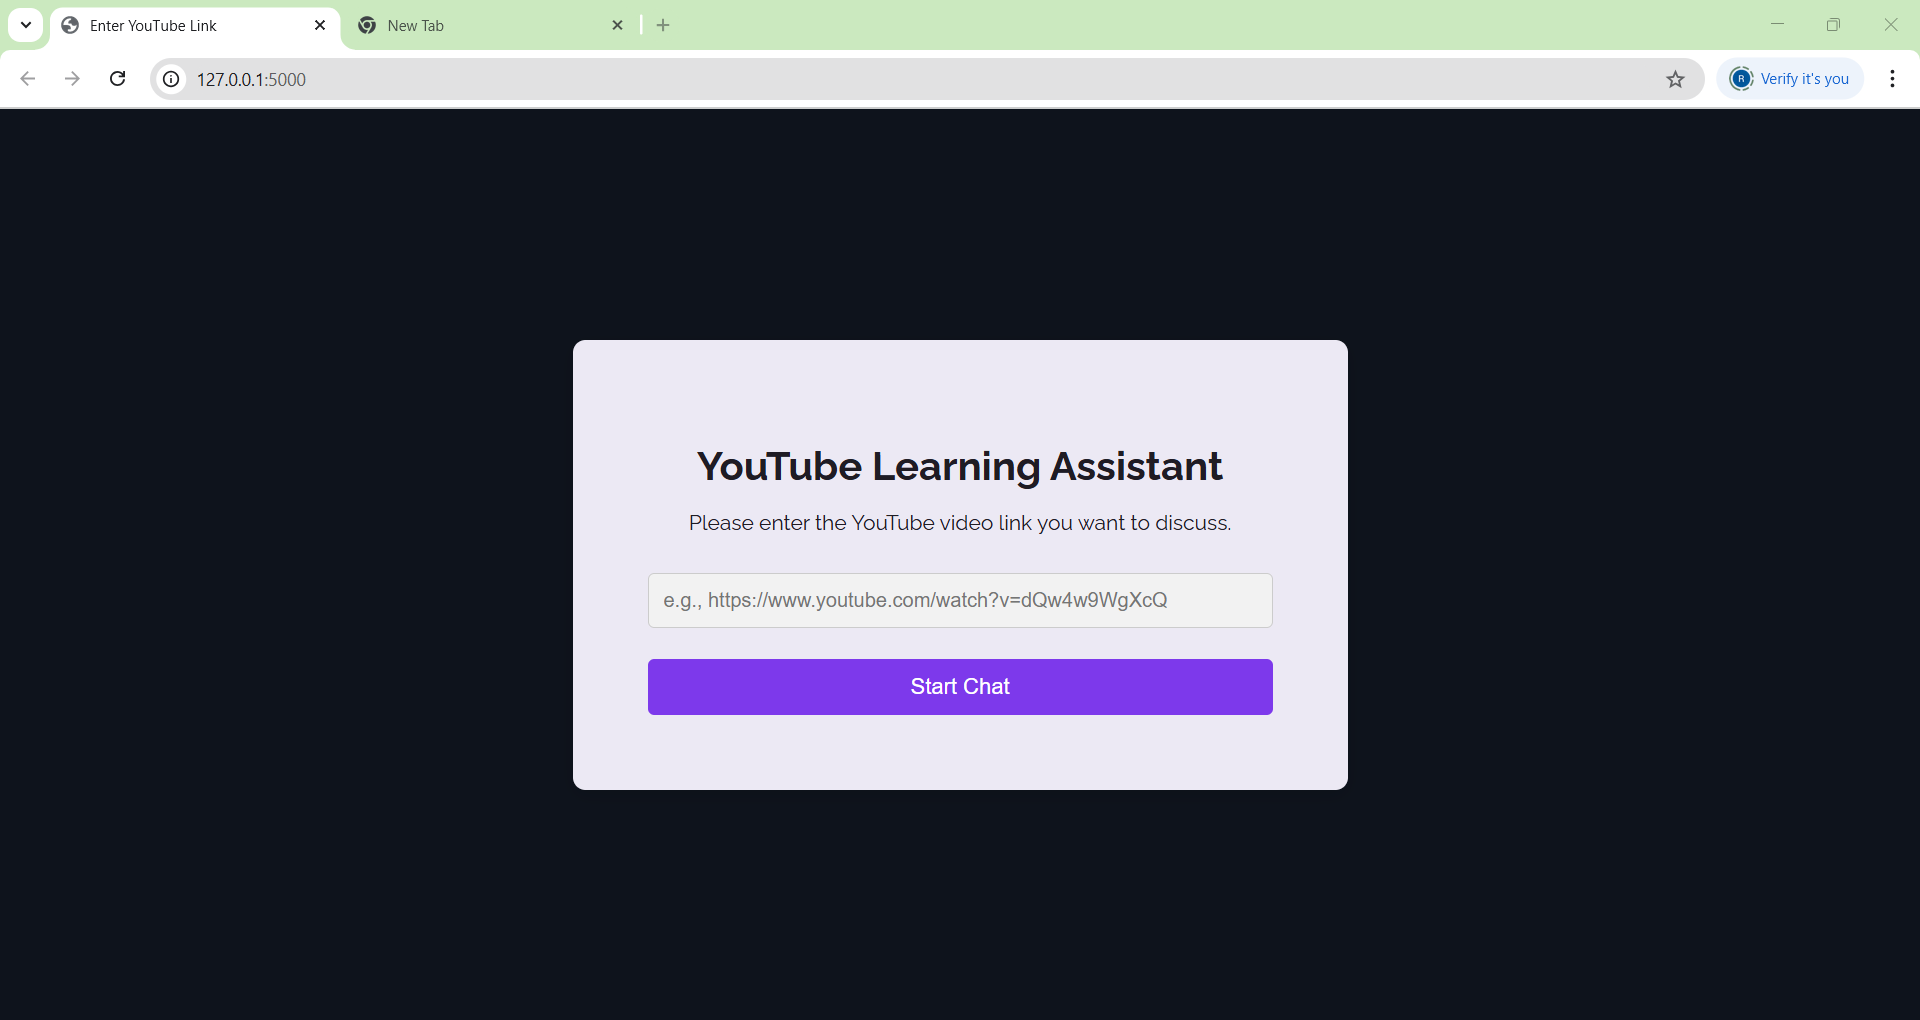 Enter YouTube Link
New Tab
127.0.0.1:5000
R
Verify it's you
YouTube Learning Assistant
Please enter the YouTube video link you want to discuss.
e.g., https://www.youtube.com/watch?v=dQw4w9WgXcQ
Start Chat